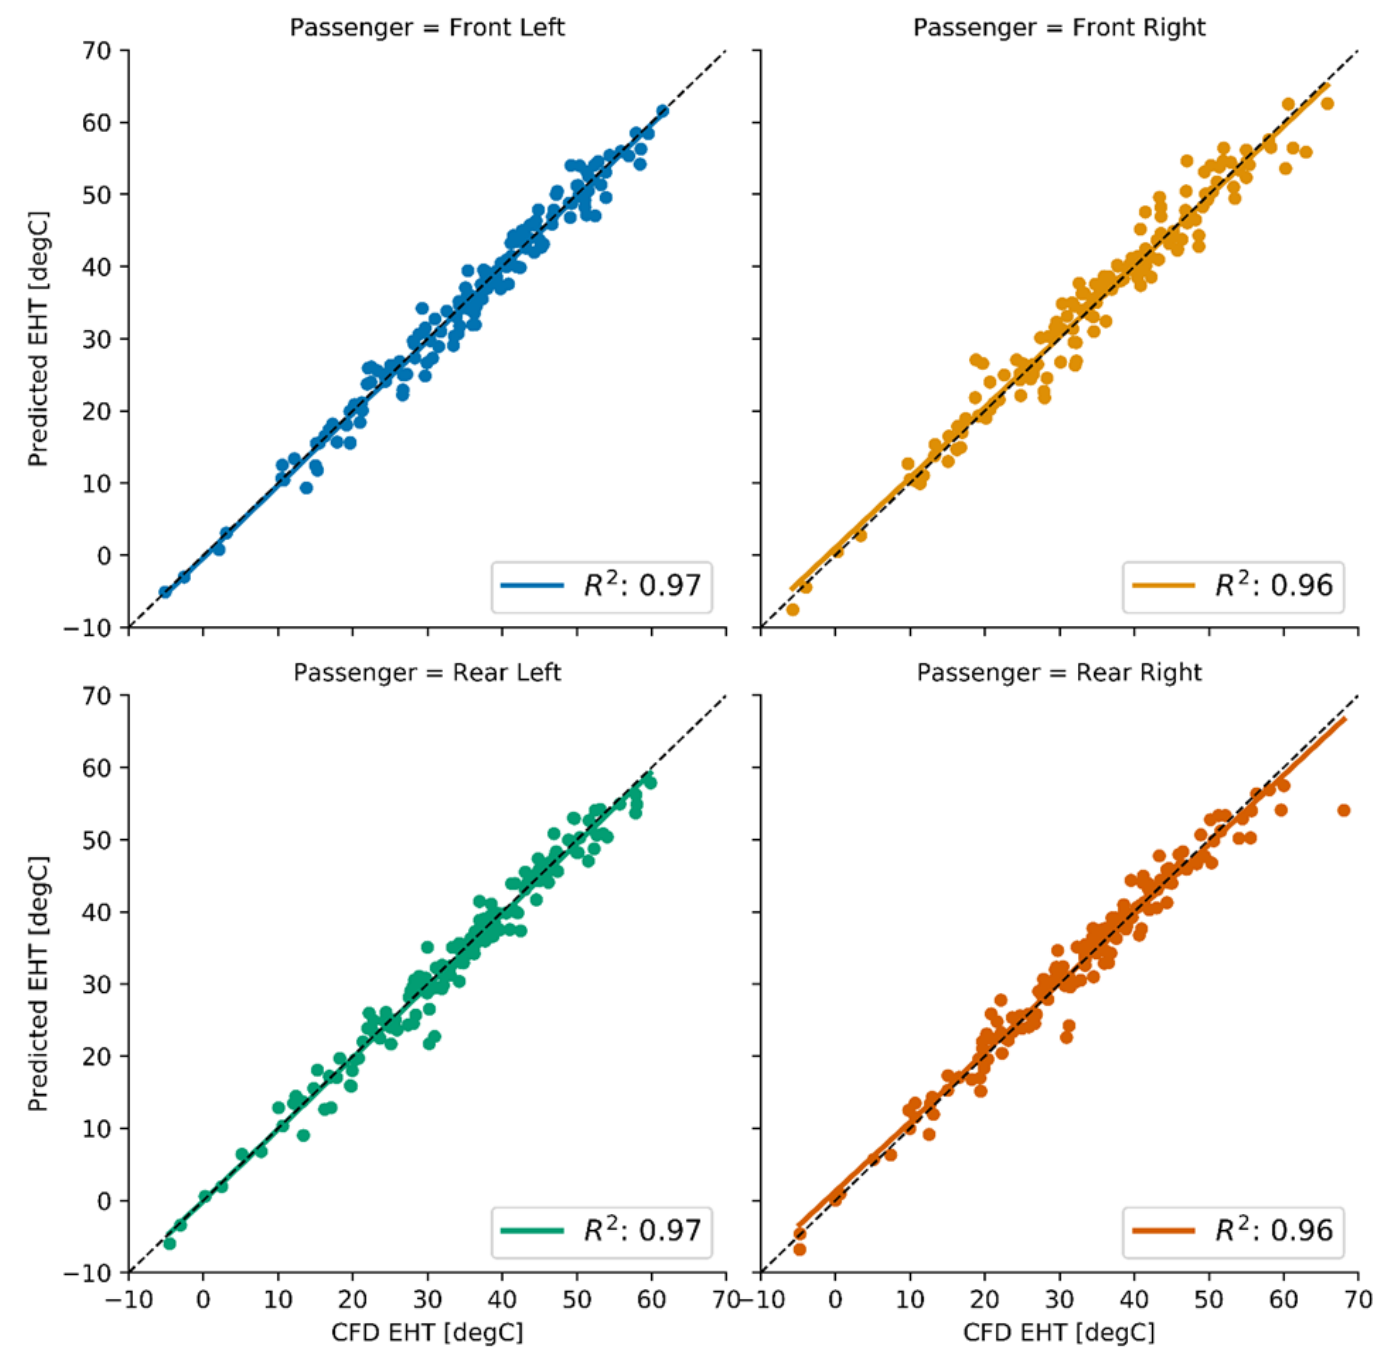 Passenger = Front Left
Passenger = Front Right
70
60
50
40
30
20
10
0
−10
Predicted EHT [degC]
R²: 0.97
R²: 0.96
Passenger = Rear Left
Passenger = Rear Right
70
60
50
40
30
20
10
0
−10
Predicted EHT [degC]
R²: 0.97
R²: 0.96
−10 0 10 20 30 40 50 60 70
−10 0 10 20 30 40 50 60 70
CFD EHT [degC]
CFD EHT [degC]